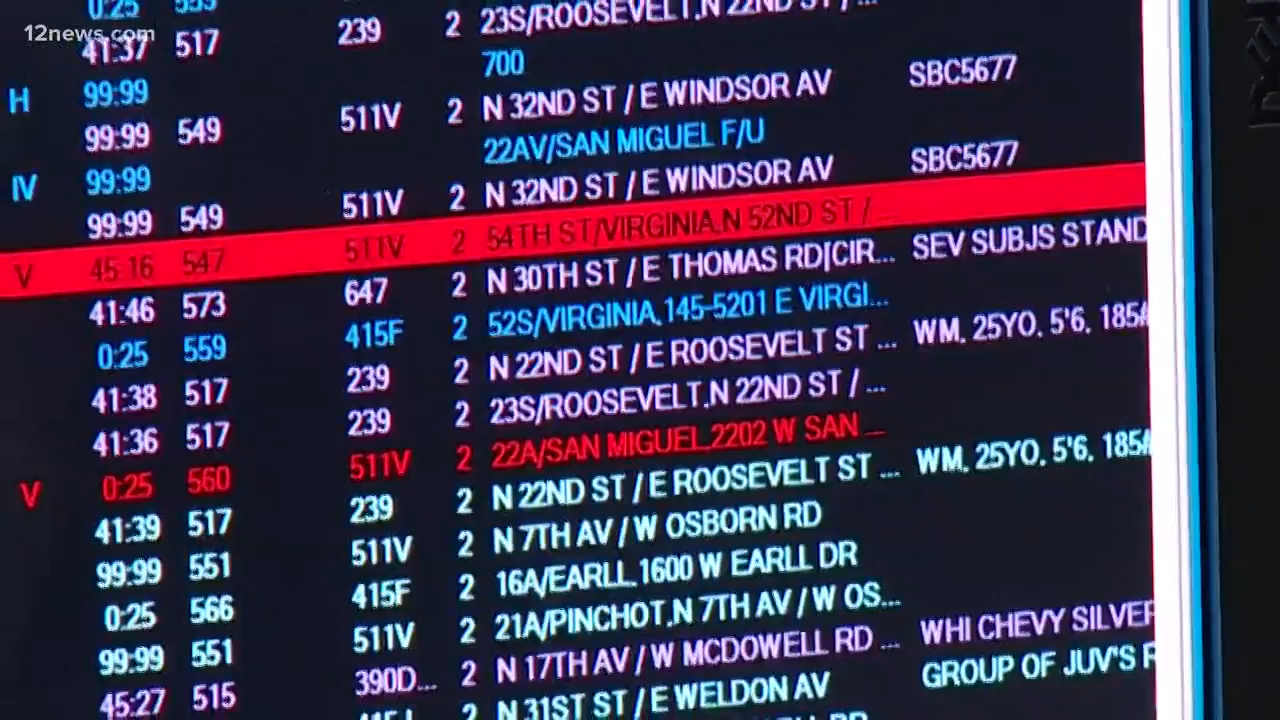 12news.com
0:25 559
41:37 517 239 2 23S/ROOSEVELT,N 22ND ST / ...
H 99:99 700
99:99 549 511V 2 N 32ND ST / E WINDSOR AV SBC5677
IV 99:99 22AV/SAN MIGUEL F/U
99:99 549 511V 2 N 32ND ST / E WINDSOR AV SBC5677
V 45:16 547 511V 2 54TH ST/VIRGINIA,N 52ND ST / ...
41:46 573 647 2 N 30TH ST / E THOMAS RD|CIR... SEV SUBJS STAND
0:25 559 415F 2 52S/VIRGINIA,145-5201 E VIRGI...
41:38 517 239 2 N 22ND ST / E ROOSEVELT ST ... WM, 25YO, 5'6, 185#
41:36 517 239 2 23S/ROOSEVELT,N 22ND ST / ...
V 0:25 560 511V 2 22A/SAN MIGUEL,2202 W SAN ...
41:39 517 239 2 N 22ND ST / E ROOSEVELT ST ... WM, 25YO, 5'6, 185#
99:99 551 511V 2 N 7TH AV / W OSBORN RD
0:25 566 415F 2 16A/EARLL,1600 W EARLL DR
99:99 551 511V 2 21A/PINCHOT,N 7TH AV / W OS...
45:27 515 390D... 2 N 17TH AV / W MCDOWELL RD ... WHI CHEVY SILVER
2 N 31ST ST / E WELDON AV GROUP OF JUV'S R